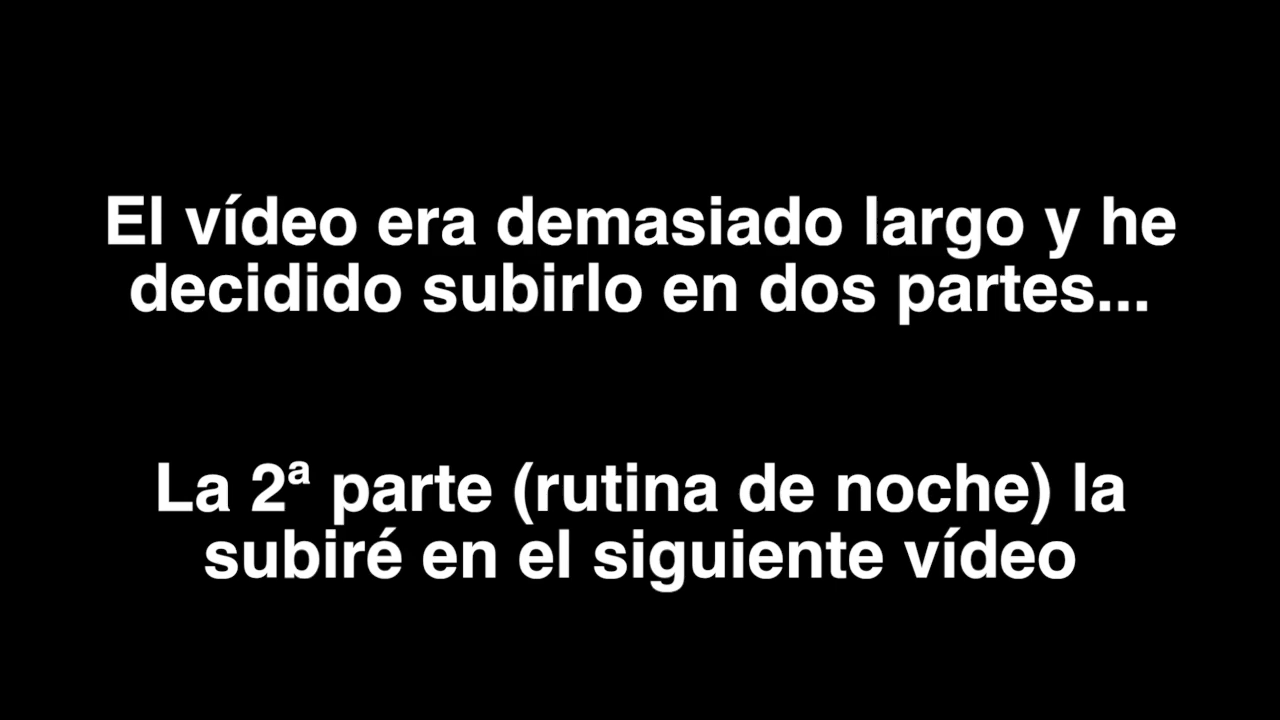 El vídeo era demasiado largo y he
decidido subirlo en dos partes...
La 2ª parte (rutina de noche) la
subiré en el siguiente vídeo